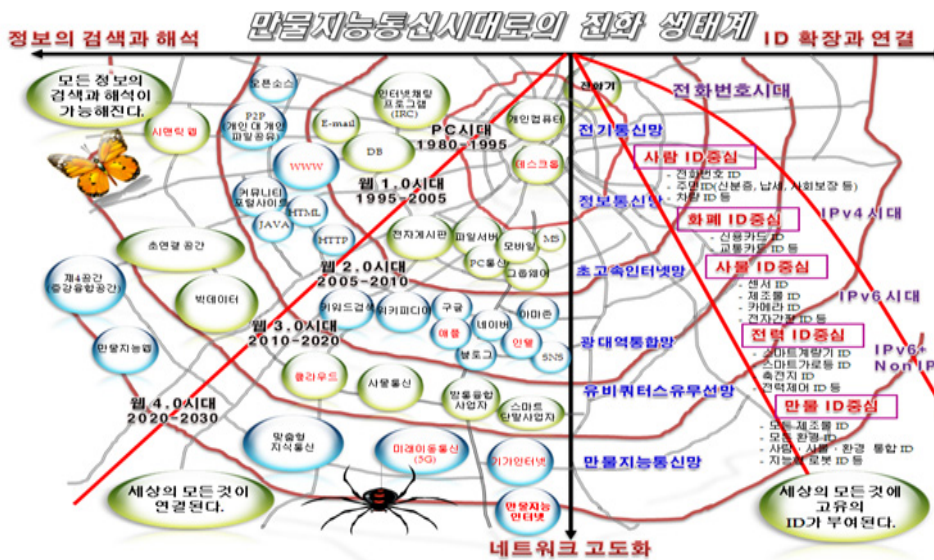 만물지능통신시대로의 진화 생태계
정보의 검색과 해석
ID 확장과 연결
모든 정보의
검색과 해석이
가능해진다.
시맨틱 웹
오픈소스
P2P
개인 대 개인
파일공유)
E-mail
인터넷채팅
프로그램
(IRC)
DB
WWW
커뮤니티
포털사이트
HTML
JAVA
HTTP
PC시대
1980-1995
웹 1.0시대
1995-2005
웹 2.0시대
2005-2010
웹 3.0시대
2010-2020
웹 4.0시대
2020-2030
개인컴퓨터
데스크톱
전자게시판
파일서버
모바일
MS
PC통신
그룹웨어
초연결 공간
제4공간
(증강융합공간)
빅데이터
만물지능웹
키워드검색
위키피디아
구글
애플
네이버
아마존
인텔
블로그
SNS
클라우드
사물통신
방통융합
사업자
스마트
단말사업자
맞춤형
지식통신
미래이동통신
(5G)
기가인터넷
만물지능
인터넷
세상의 모든것이
연결된다.
전화기
전기통신망
정보통신망
초고속인터넷망
광대역통합망
유비쿼터스유무선망
만물지능통신망
네트워크 고도화
전화번호시대
IPv4시대
IPv6시대
IPv6+
NonIP
사람 ID중심
- 전화번호 ID
- 주민ID(신분증, 납세, 사회보장 등)
- 차량 ID 등
화폐 ID중심
- 신용카드 ID
- 교통카드 ID 등
사물 ID중심
- 센서 ID
- 제조물 ID
- 카메라 ID
- 전자간판 ID 등
전력 ID중심
- 스마트계량기 ID
- 스마트가로등 ID
- 축전지 ID
- 전력제어 ID 등
만물 ID중심
- 모든 제조물 ID
- 모든 환경 ID
- 사람 · 사물 · 환경 통합 ID
- 지능형 로봇 ID 등
세상의 모든것에
고유의
ID가 부여된다.